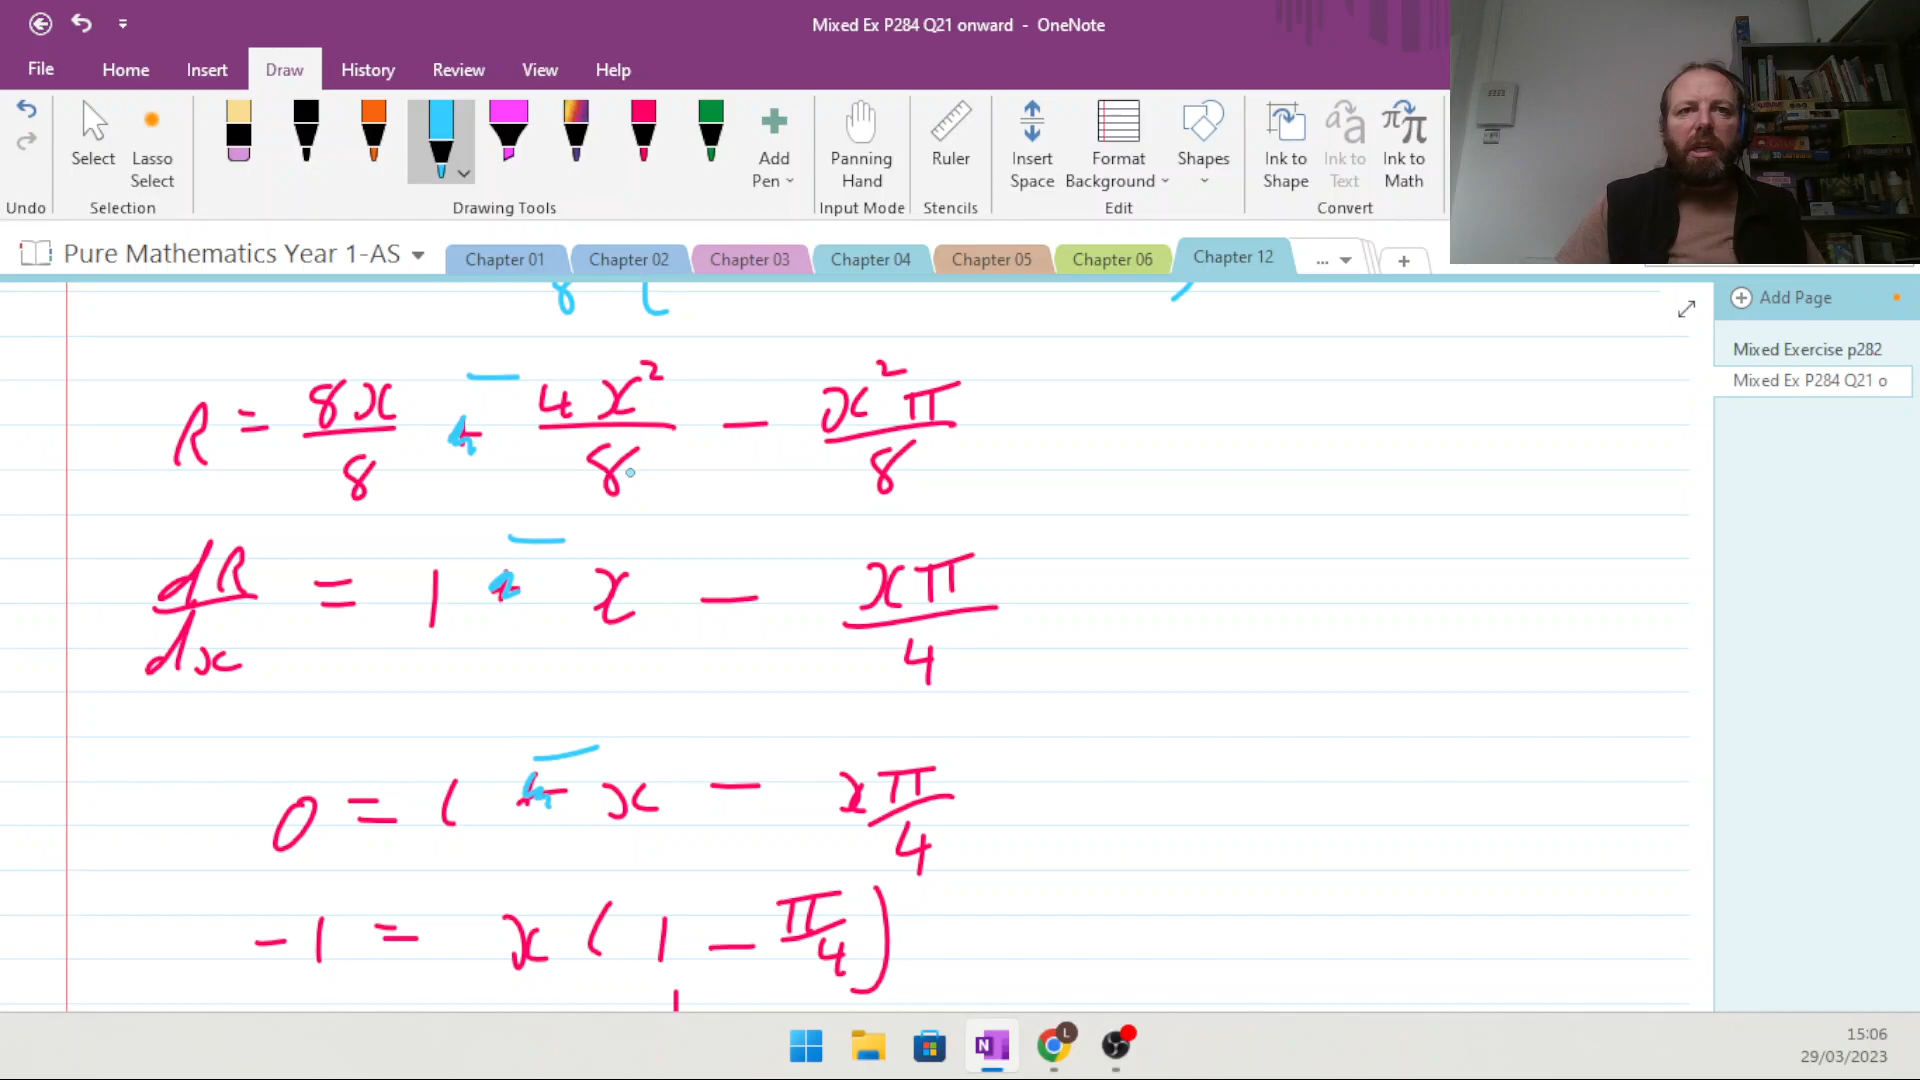 Mixed Ex P284 Q21 onward - OneNote
File Home Insert Draw History Review View Help
Undo
Select
Lasso Select
Selection
Drawing Tools
Add Pen
Panning Hand
Input Mode
Ruler
Stencils
Insert Space
Format Background
Shapes
Edit
Ink to Shape
Ink to Text
Ink to Math
Convert
Pure Mathematics Year 1-AS
Chapter 01 Chapter 02 Chapter 03 Chapter 04 Chapter 05 Chapter 06 Chapter 12 ... +
Add Page
Mixed Exercise p282
Mixed Ex P284 Q21 o
8
R = 8x/8 - 4x²/8 - x²π/8
dR/dx = 1 - x - xπ/4
0 = 1 - x - xπ/4
-1 = x(1 - π/4)
L
15:06
29/03/2023